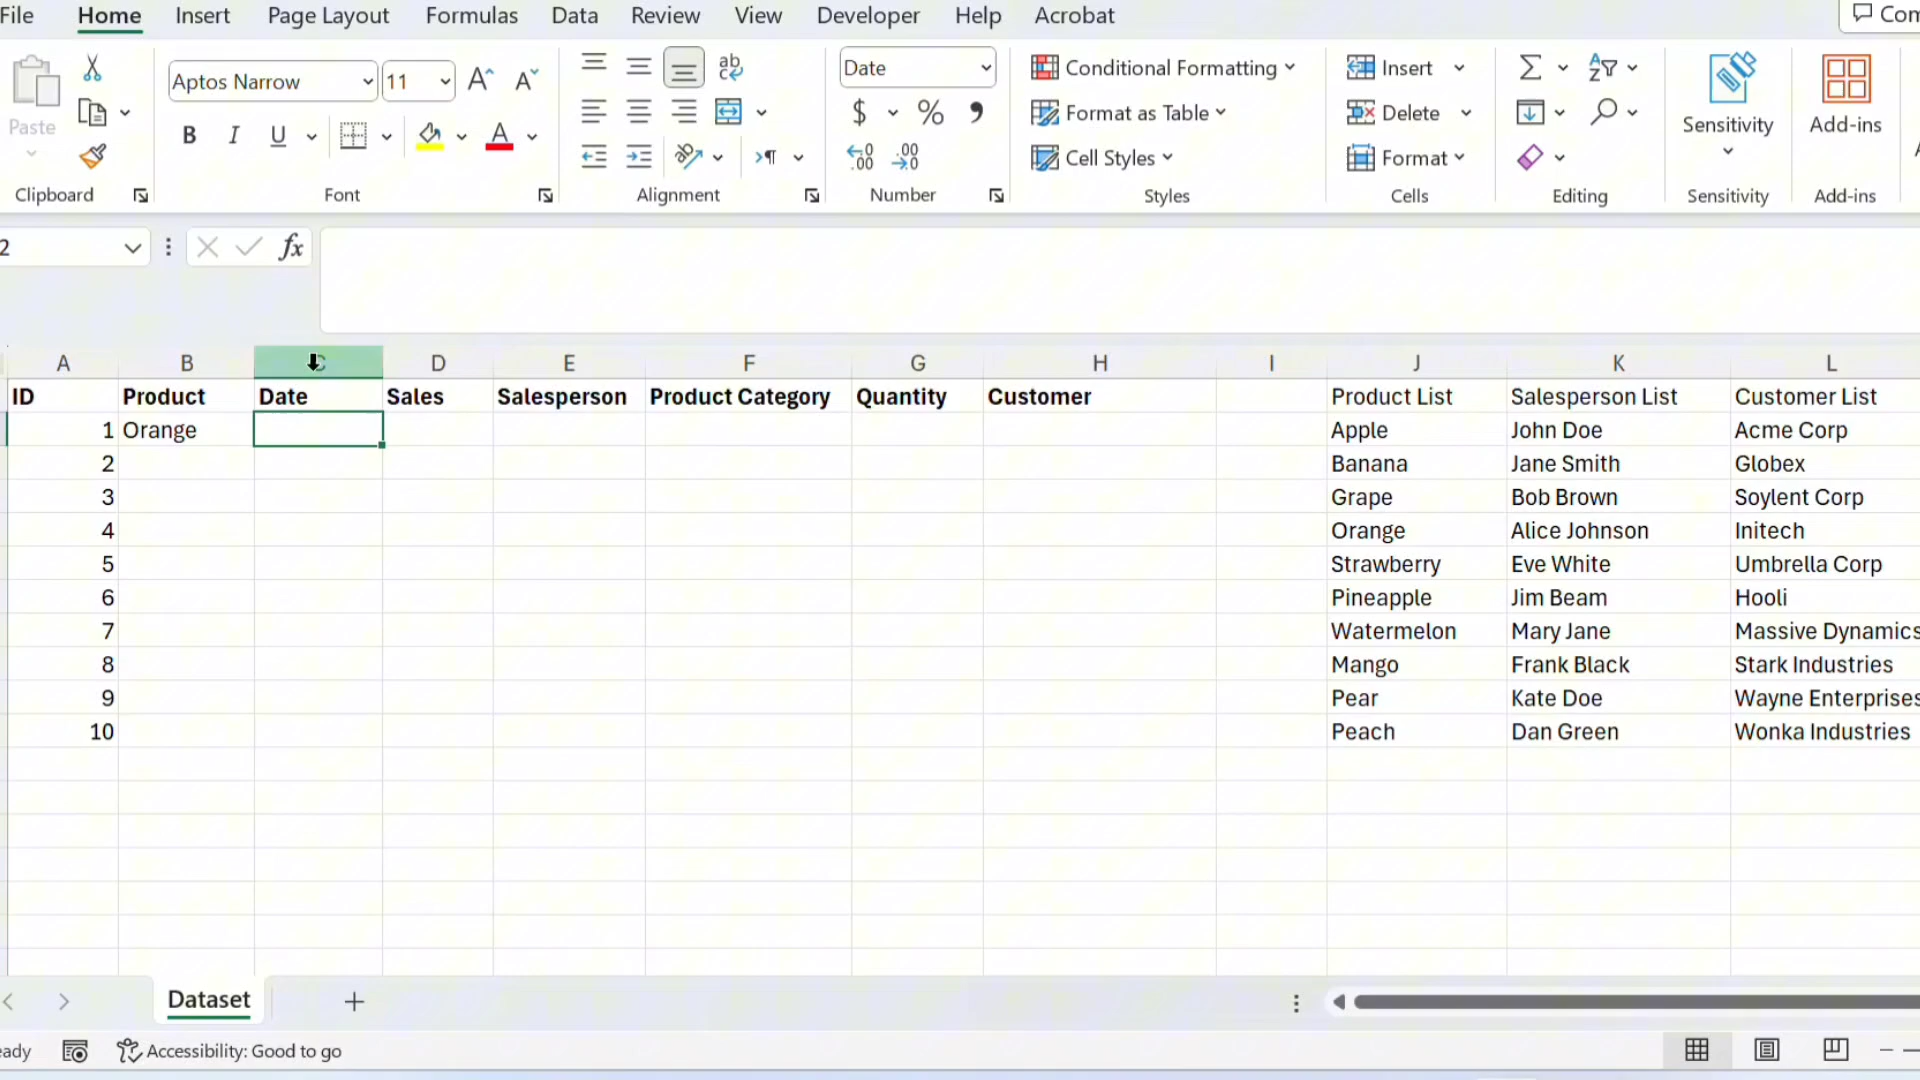 File Home Insert Page Layout Formulas Data Review View Developer Help Acrobat
Aptos Narrow 11 Date Conditional Formatting Insert
Paste Format as Table Delete Sensitivity Add-ins
Cell Styles Format
Clipboard Font Alignment Number Styles Cells Editing Sensitivity Add-ins
2 fx
A B C D E F G H I J K L
ID Product Date Sales Salesperson Product Category Quantity Customer Product List Salesperson List Customer List
1 Orange Apple John Doe Acme Corp
2 Banana Jane Smith Globex
3 Grape Bob Brown Soylent Corp
4 Orange Alice Johnson Initech
5 Strawberry Eve White Umbrella Corp
6 Pineapple Jim Beam Hooli
7 Watermelon Mary Jane Massive Dynamics
8 Mango Frank Black Stark Industries
9 Pear Kate Doe Wayne Enterprises
10 Peach Dan Green Wonka Industries
Dataset
Accessibility: Good to go